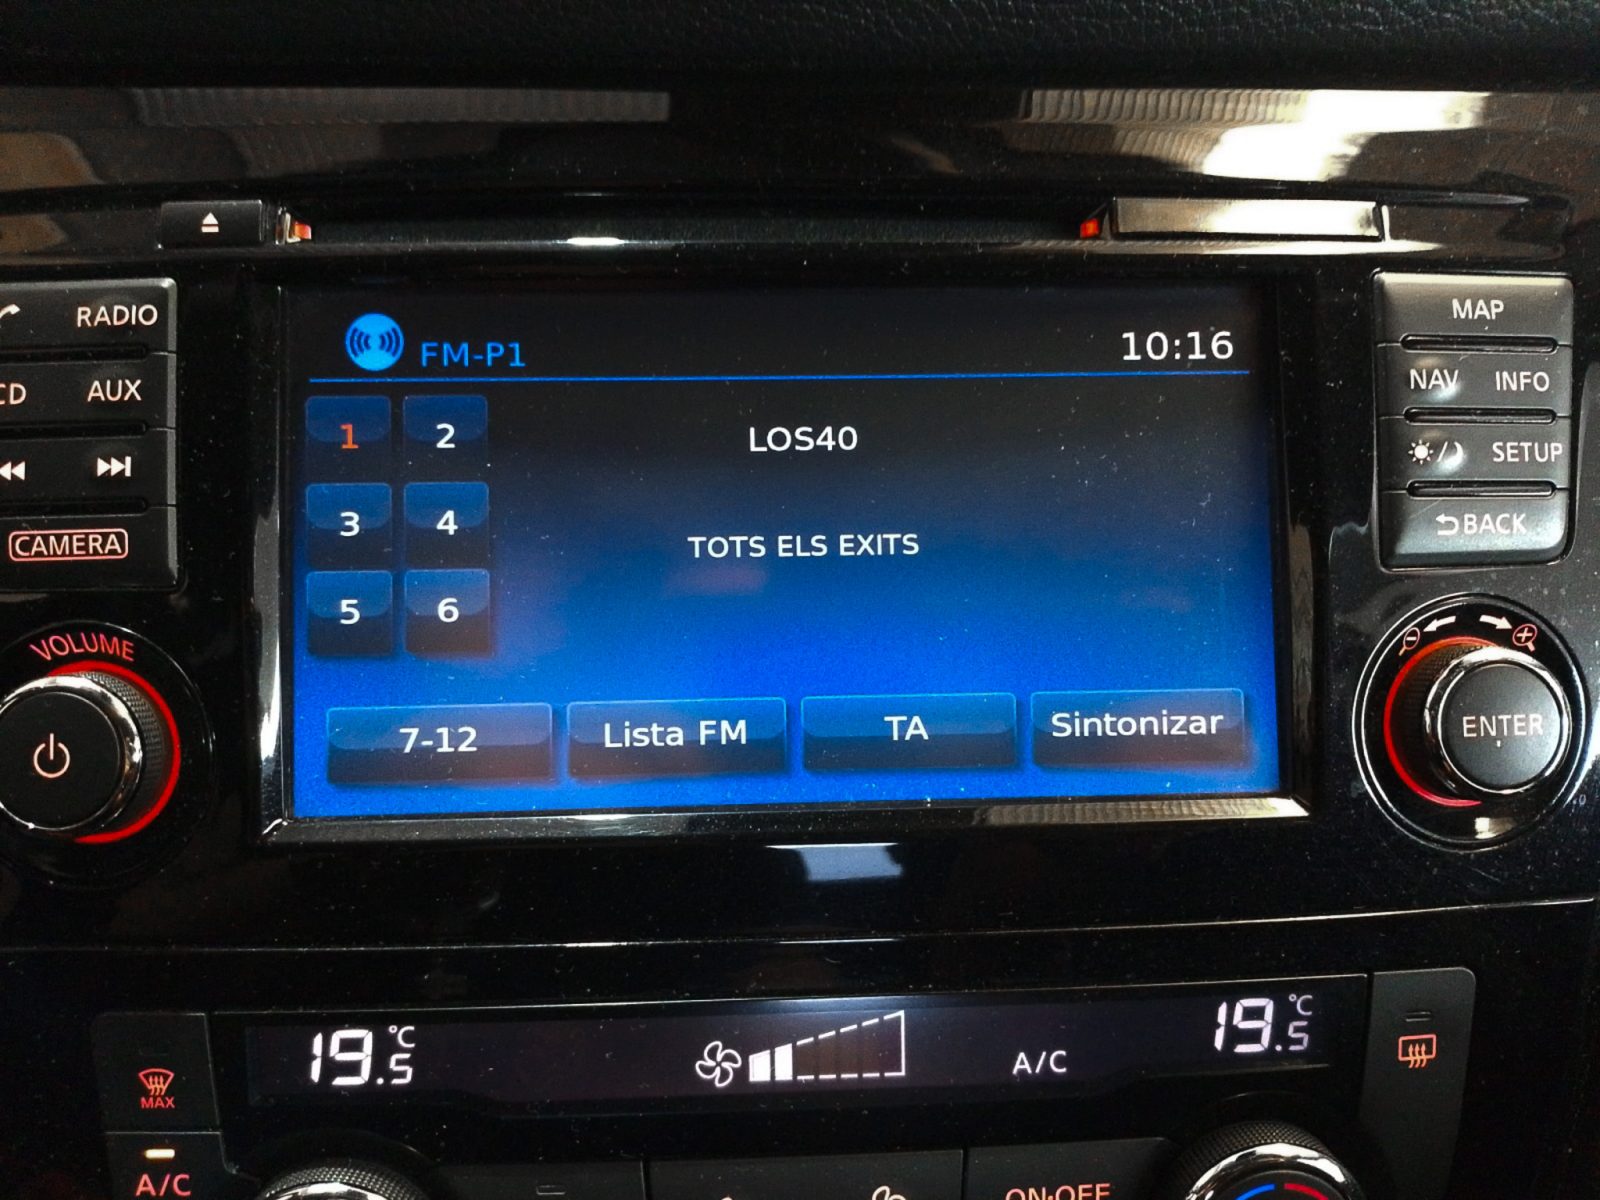 RADIO
CD AUX
CAMERA
VOLUME
FM-P1 10:16
1 2
LOS40
3 4
TOTS ELS EXITS
5 6
7-12 Lista FM TA Sintonizar
MAP
NAV INFO
SETUP
BACK
ENTER
19.5 °C
A/C
19.5 °C
MAX
A/C
ON·OFF